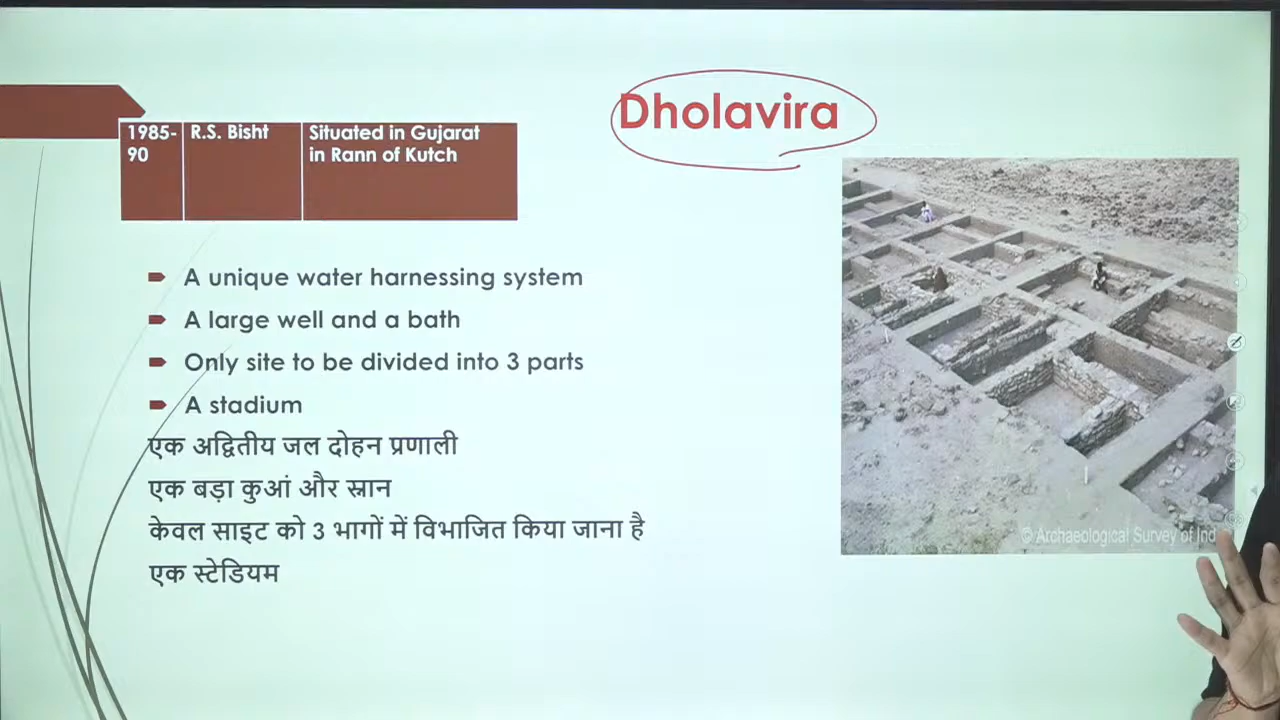 Dholavira
1985-90
R.S. Bisht
Situated in Gujarat
in Rann of Kutch
A unique water harnessing system
A large well and a bath
Only site to be divided into 3 parts
A stadium
एक अद्वितीय जल दोहन प्रणाली
एक बड़ा कुआं और स्नान
केवल साइट को 3 भागों में विभाजित किया जाना है
एक स्टेडियम
© Archaeological Survey of Ind